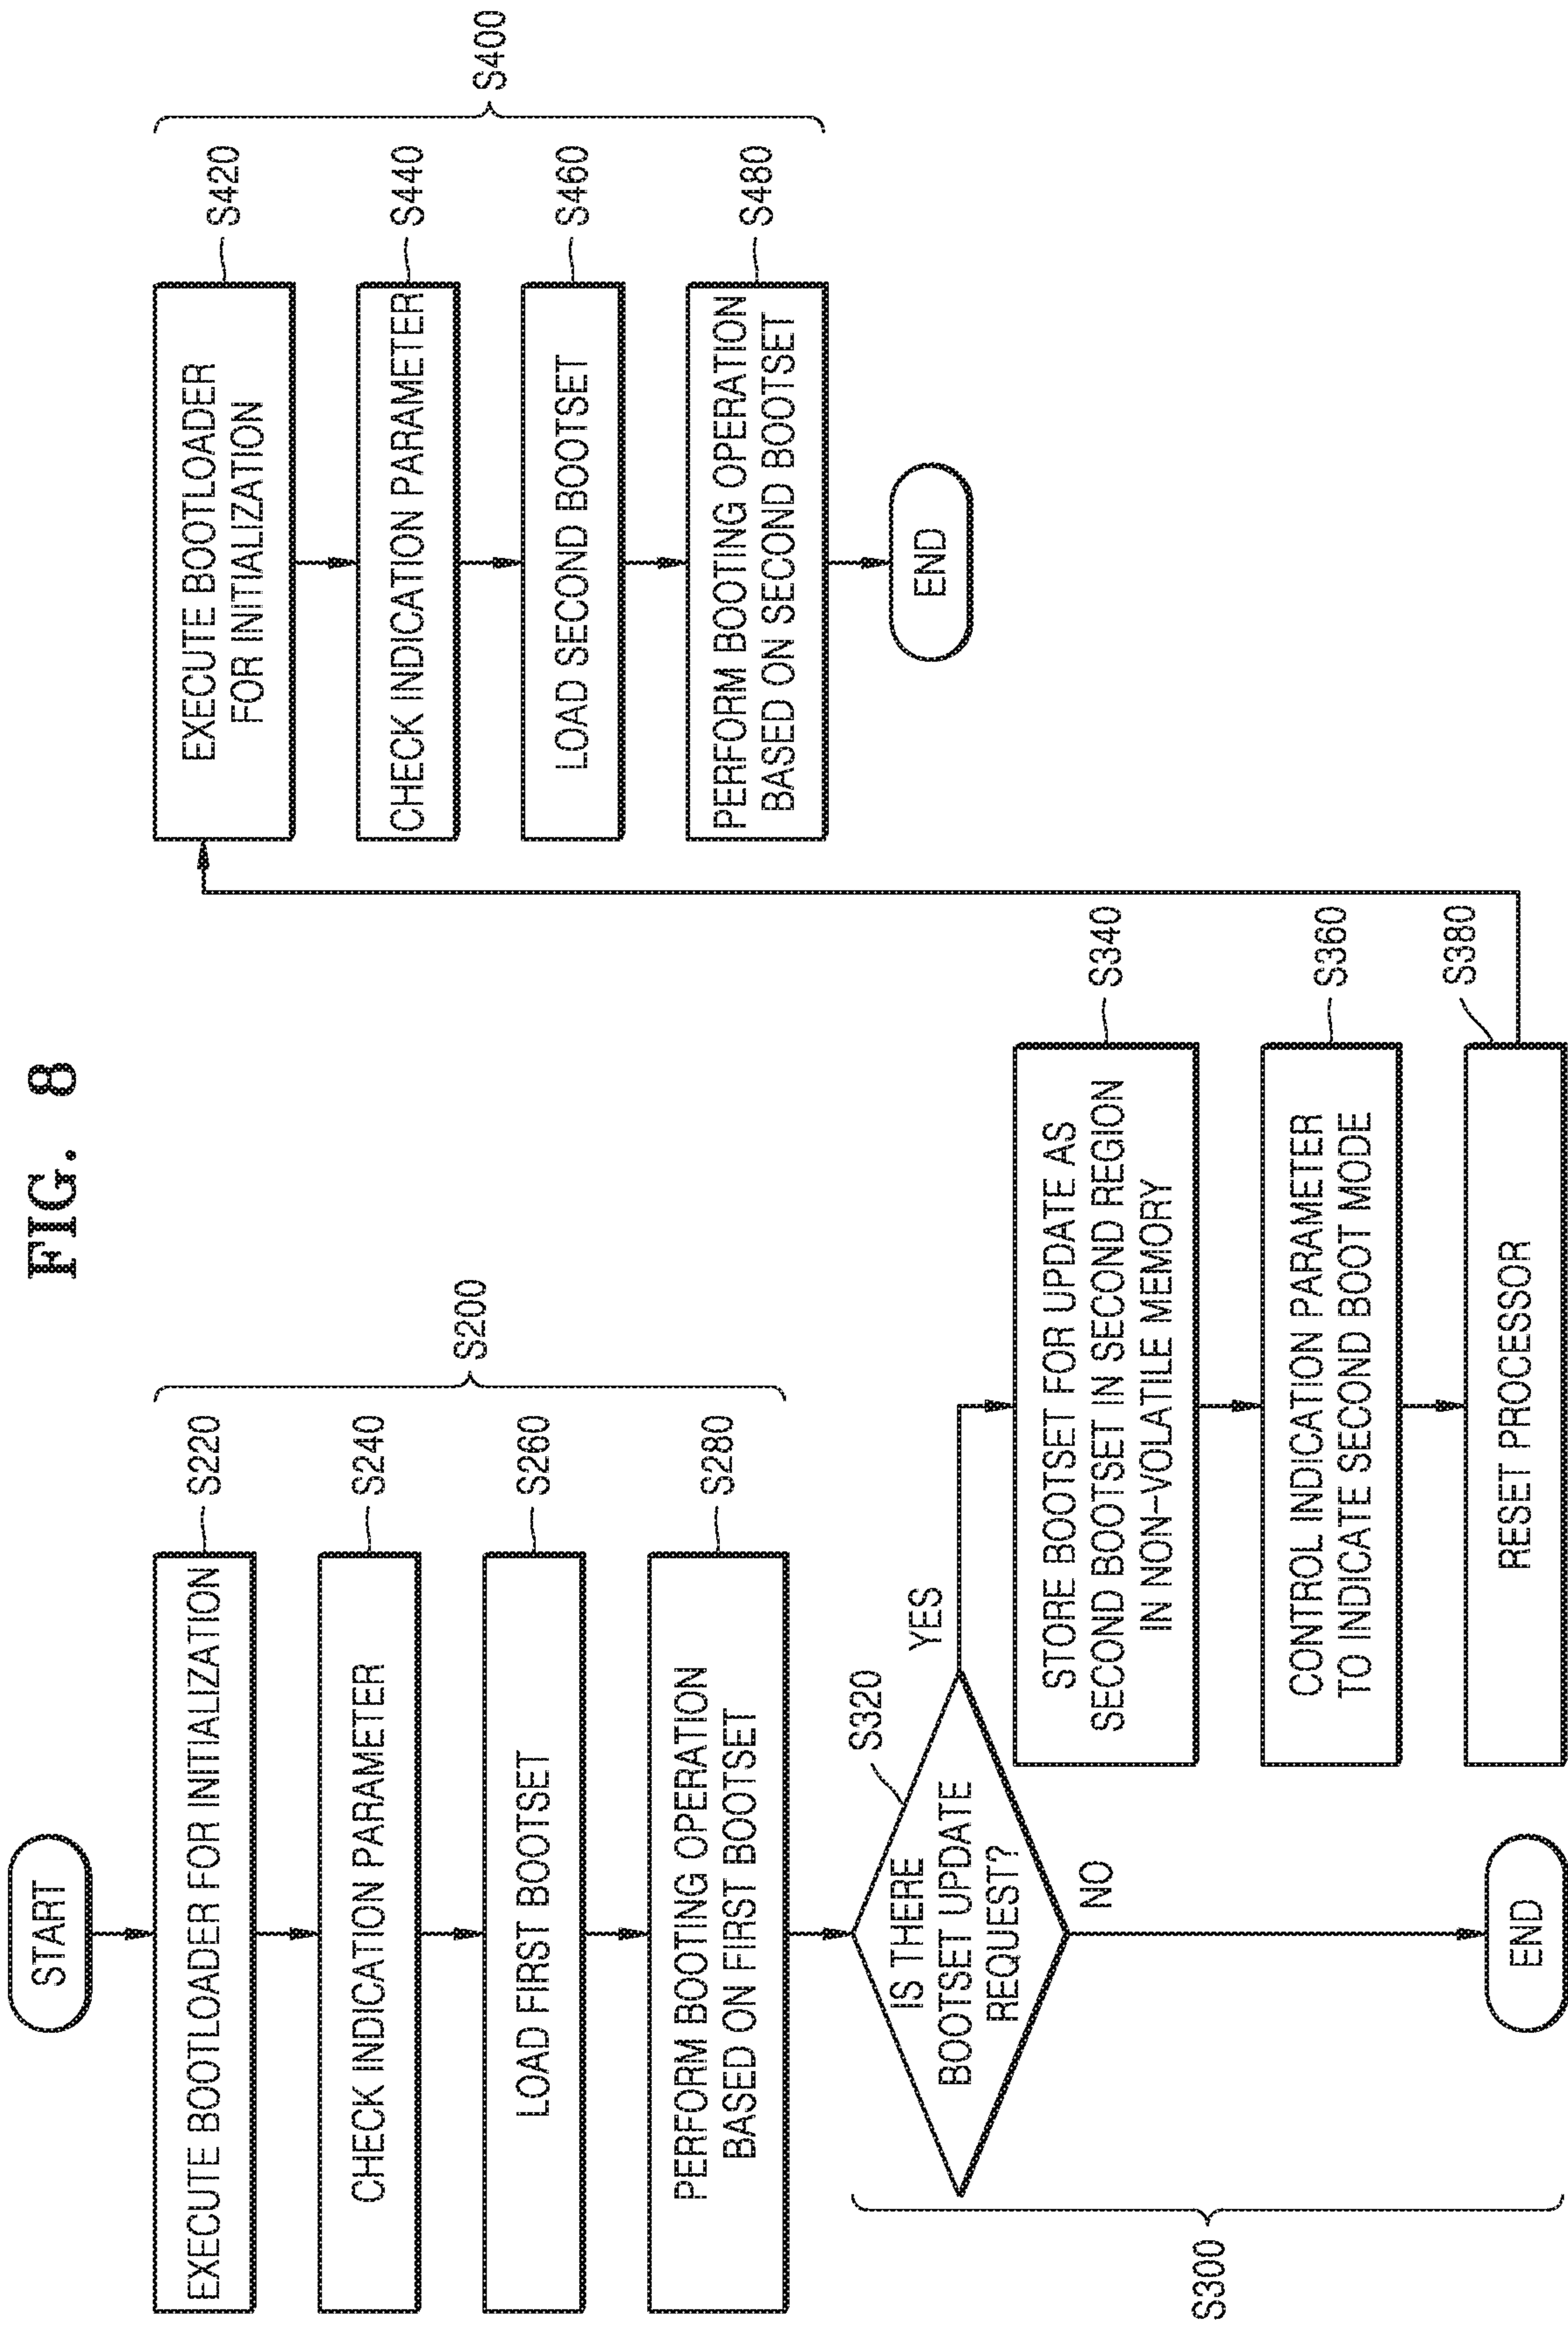 FIG. 8
START
EXECUTE BOOTLOADER FOR INITIALIZATION
S220
CHECK INDICATION PARAMETER
S240
LOAD FIRST BOOTSET
S260
PERFORM BOOTING OPERATION
BASED ON FIRST BOOTSET
S280
S200
IS THERE
BOOTSET UPDATE
REQUEST?
S320
YES
NO
END
STORE BOOTSET FOR UPDATE AS
SECOND BOOTSET IN SECOND REGION
IN NON-VOLATILE MEMORY
S340
CONTROL INDICATION PARAMETER
TO INDICATE SECOND BOOT MODE
S360
RESET PROCESSOR
S380
S300
EXECUTE BOOTLOADER
FOR INITIALIZATION
S420
CHECK INDICATION PARAMETER
S440
LOAD SECOND BOOTSET
S460
PERFORM BOOTING OPERATION
BASED ON SECOND BOOTSET
S480
S400
END